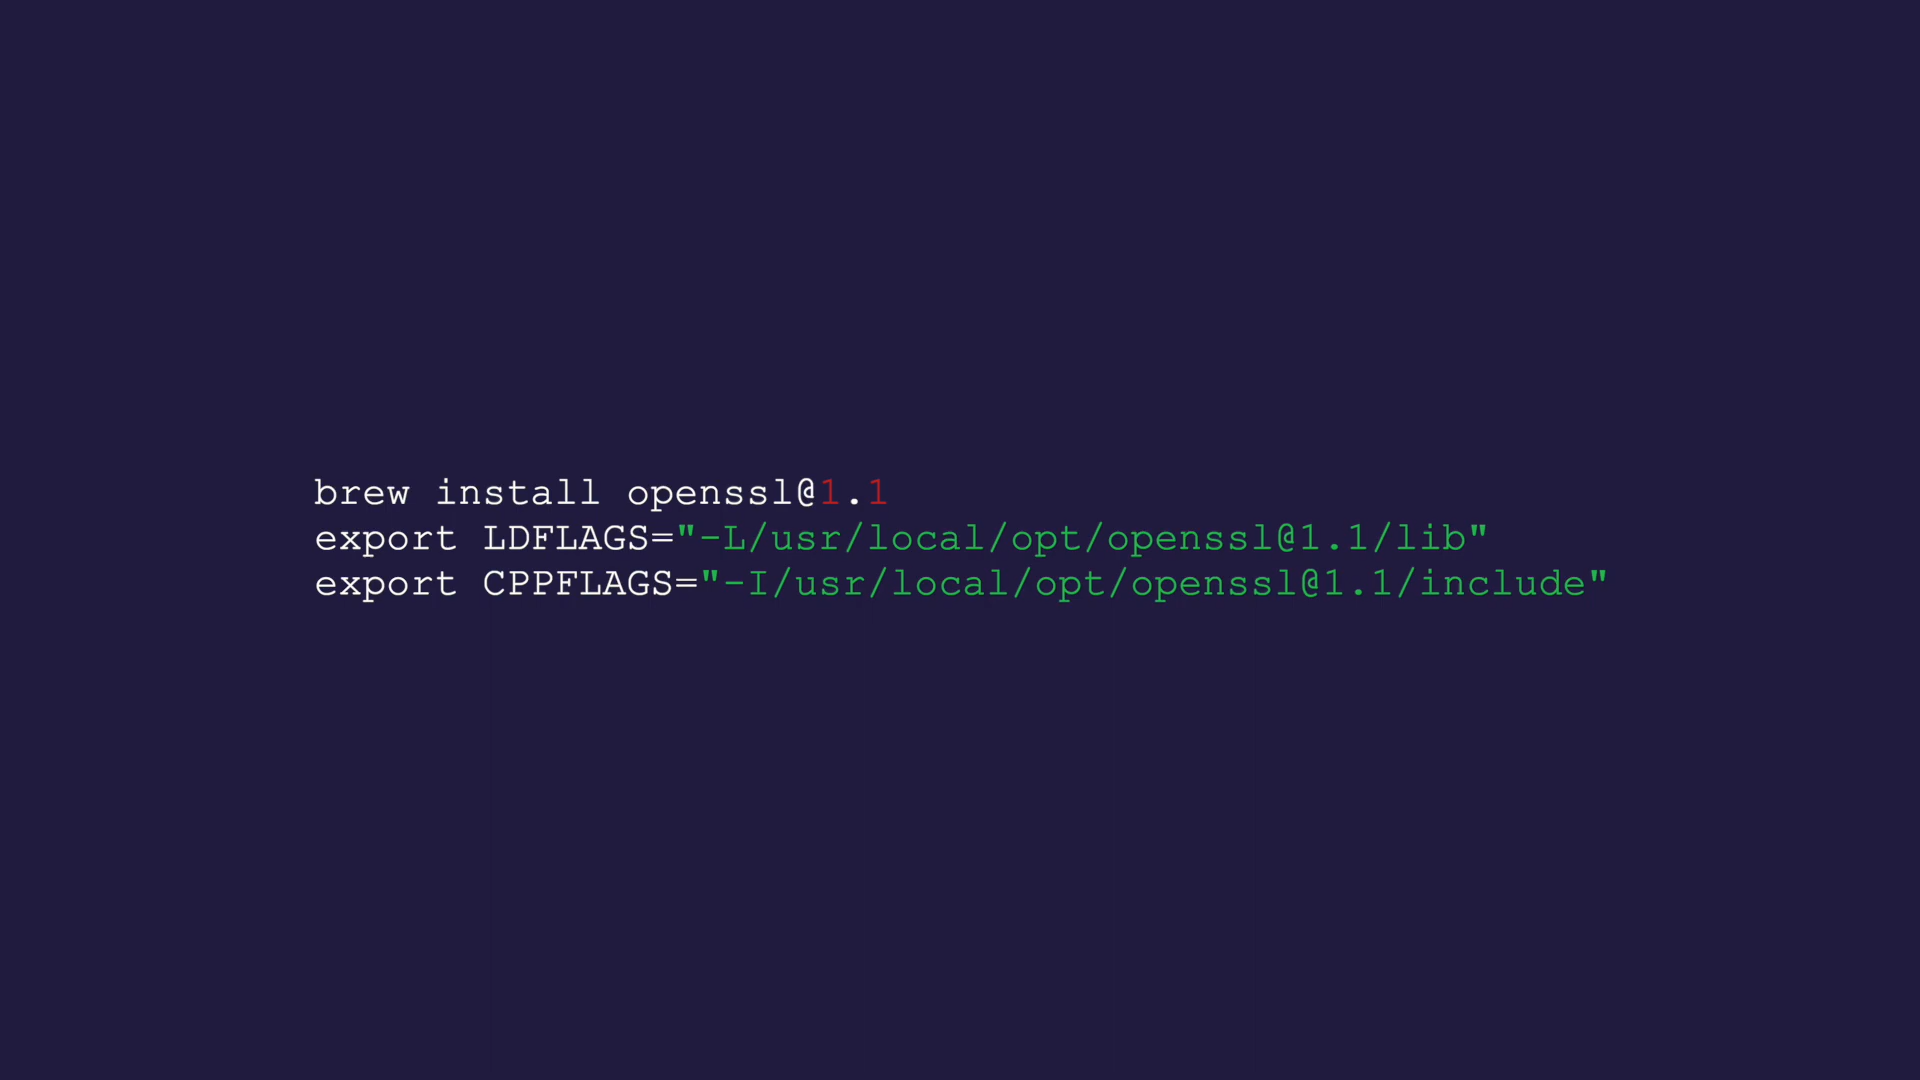 brew install openssl@1.1
export LDFLAGS="-L/usr/local/opt/openssl@1.1/lib"
export CPPFLAGS="-I/usr/local/opt/openssl@1.1/include"